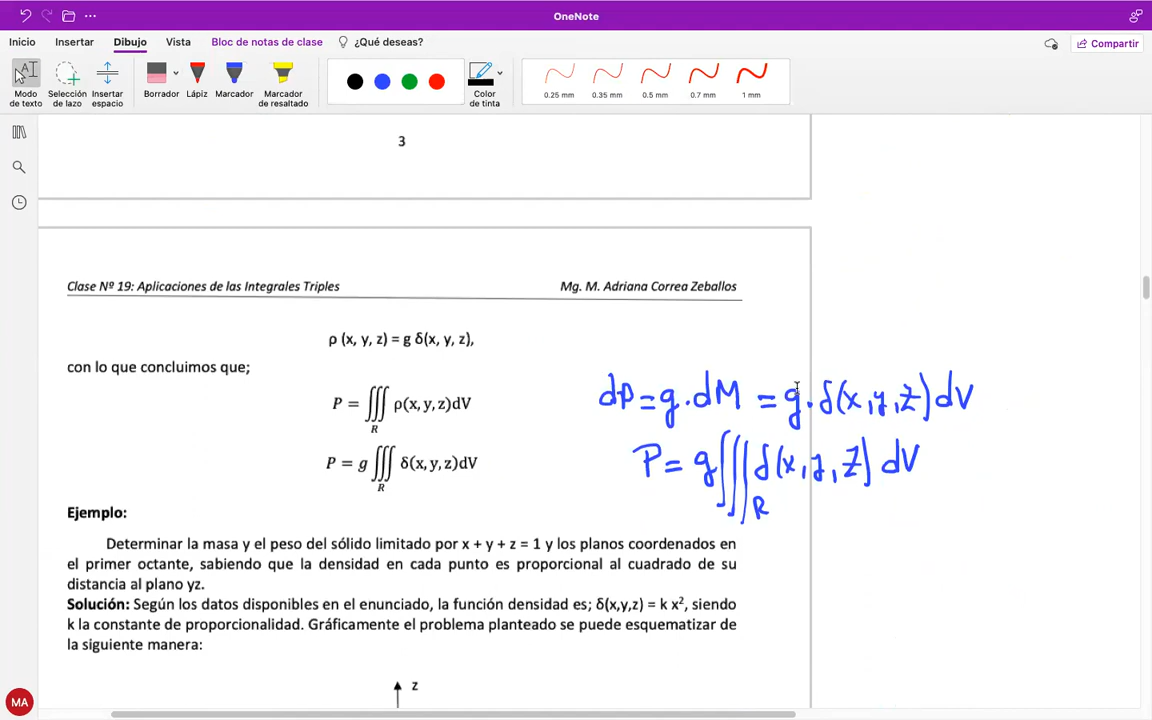 OneNote
Inicio Insertar Dibujo Vista Bloc de notas de clase ¿Qué deseas? Compartir
Modo de texto Selección de lazo Insertar espacio Borrador Lápiz Marcador Marcador de resaltado Color de tinta 0.25 mm 0.35 mm 0.5 mm 0.7 mm 1 mm
3
Clase Nº 19: Aplicaciones de las Integrales Triples Mg. M. Adriana Correa Zeballos
ρ (x, y, z) = g δ(x, y, z),
con lo que concluimos que;
P = ∭R ρ(x,y,z)dV
P = g ∭R δ(x,y,z)dV
dP = g . dM = g . δ(x,y,z) dV
P = g ∭R δ(x,y,z) dV
Ejemplo:
Determinar la masa y el peso del sólido limitado por x + y + z = 1 y los planos coordenados en
el primer octante, sabiendo que la densidad en cada punto es proporcional al cuadrado de su
distancia al plano yz.
Solución: Según los datos disponibles en el enunciado, la función densidad es; δ(x,y,z) = k x², siendo
k la constante de proporcionalidad. Gráficamente el problema planteado se puede esquematizar de
la siguiente manera:
z
MA